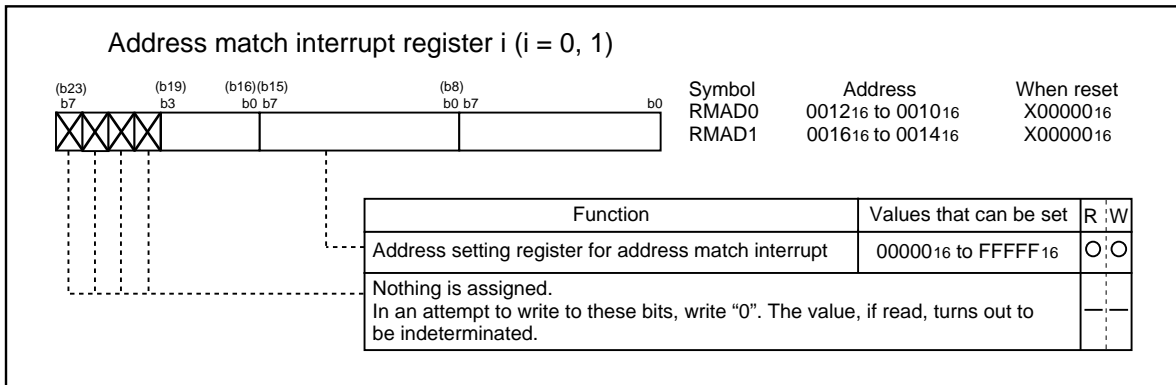 Address match interrupt register i (i = 0, 1)
(b23) (b19) (b16)(b15) (b8)
b7 b3 b0 b7 b0 b7 b0
Symbol Address When reset
RMAD0 001216 to 001016 X0000016
RMAD1 001616 to 001416 X0000016
Function Values that can be set R W
Address setting register for address match interrupt 0000016 to FFFFF16 O O
Nothing is assigned.
In an attempt to write to these bits, write “0”. The value, if read, turns out to
be indeterminated.
— —